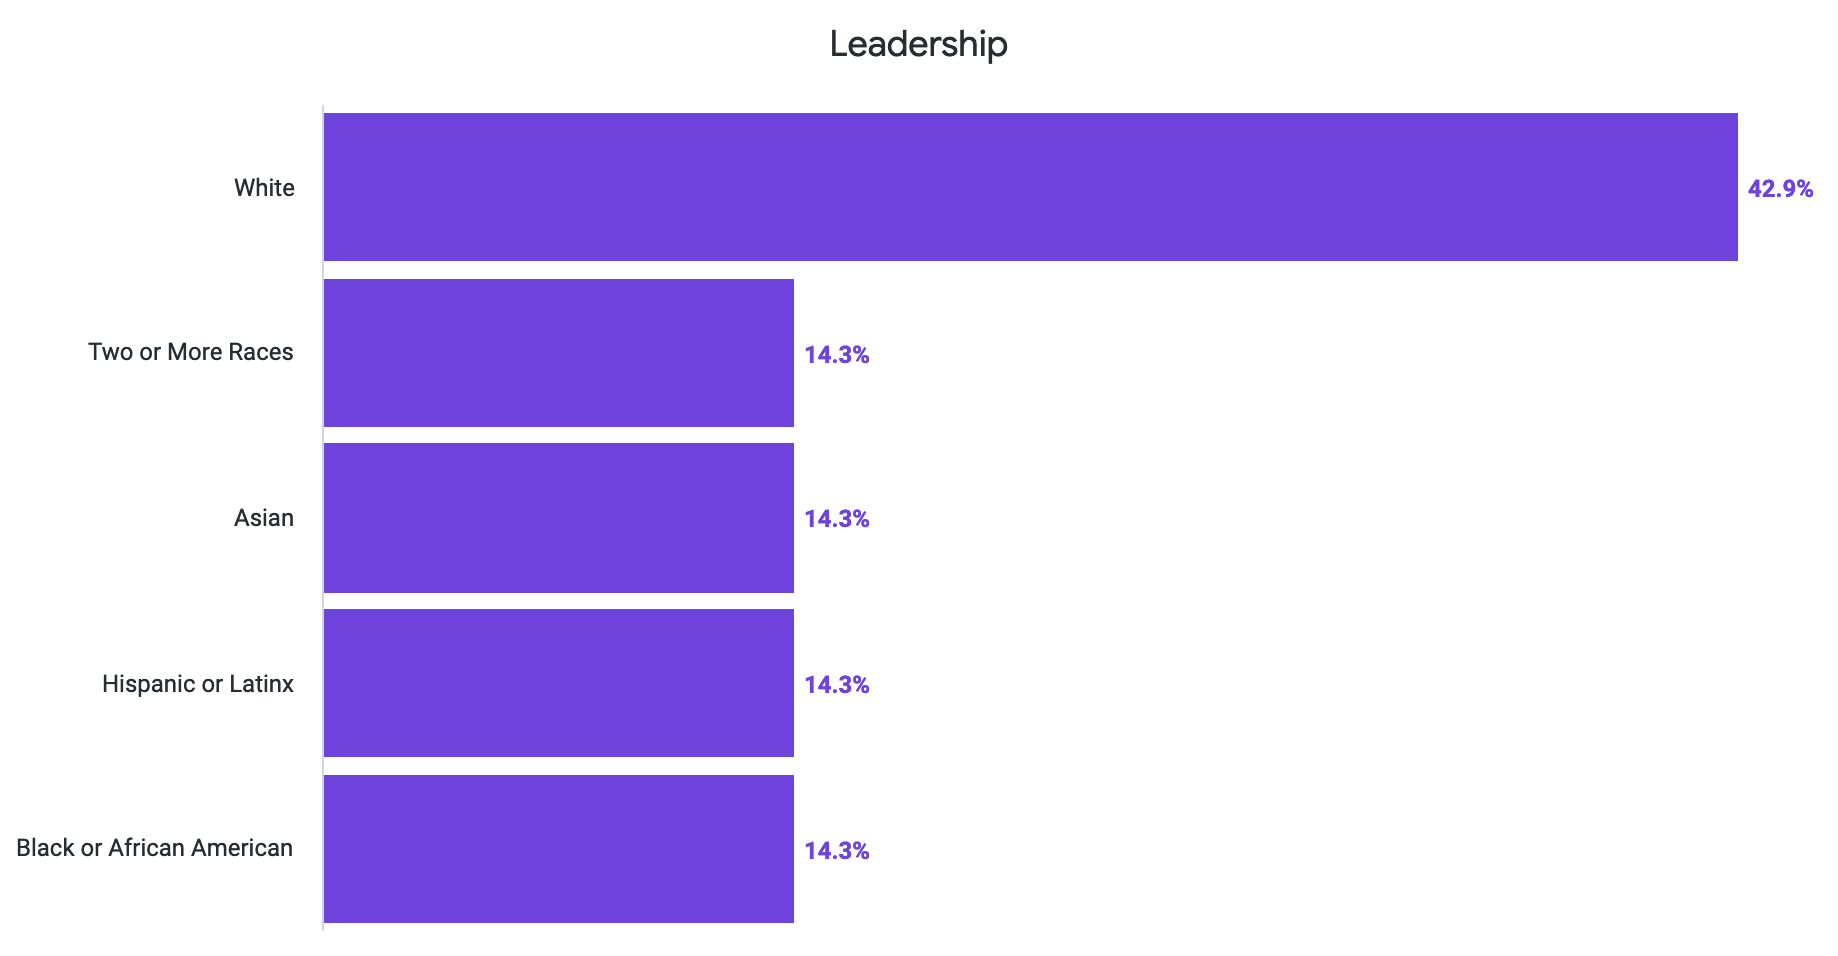 Leadership
White
42.9%
Two or More Races
14.3%
Asian
14.3%
Hispanic or Latinx
14.3%
Black or African American
14.3%